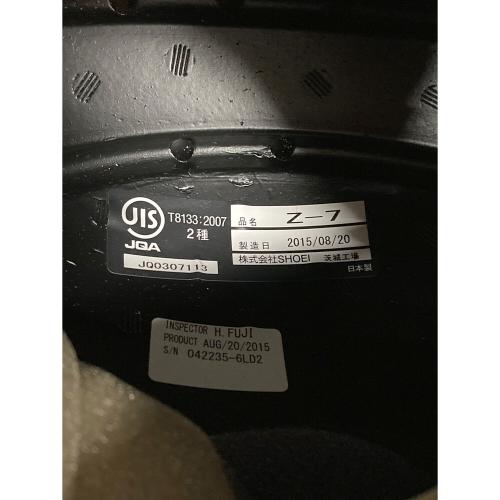 JIS
JQA
T8133:2007
2種
JQ0307113
品名 Z-7
製造日 2015/08/20
株式会社SHOEI 茨城工場
日本製
INSPECTOR H. FUJI
PRODUCT AUG/20/2015
S/N 042235-6LD2